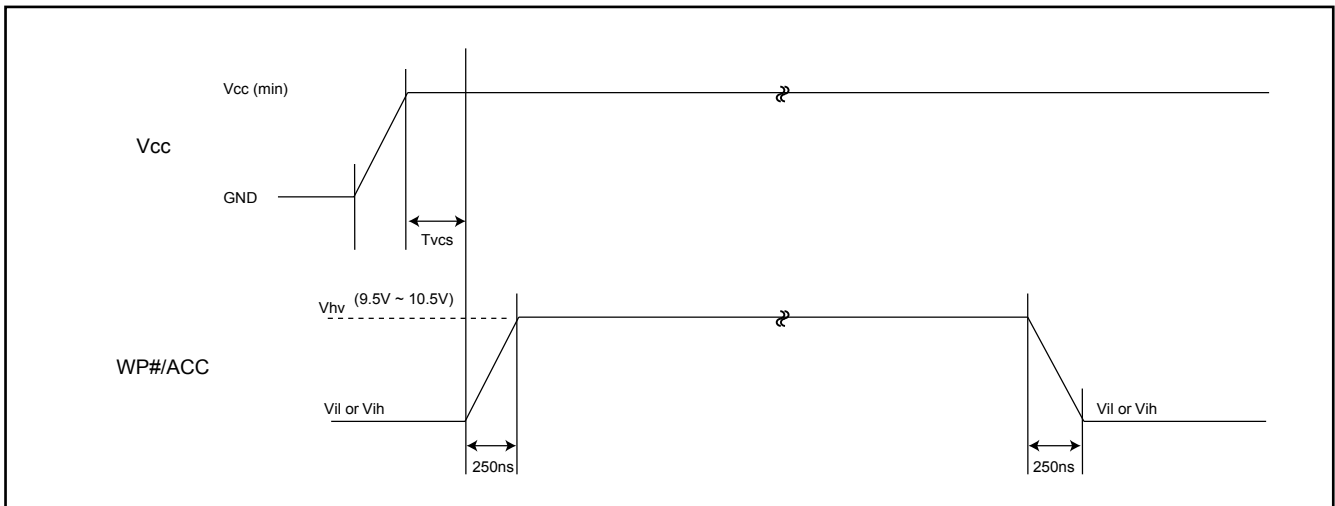 Vcc (min)
Vcc
GND
Tvcs
Vhv (9.5V ~ 10.5V)
WP#/ACC
Vil or Vih
Vil or Vih
250ns
250ns